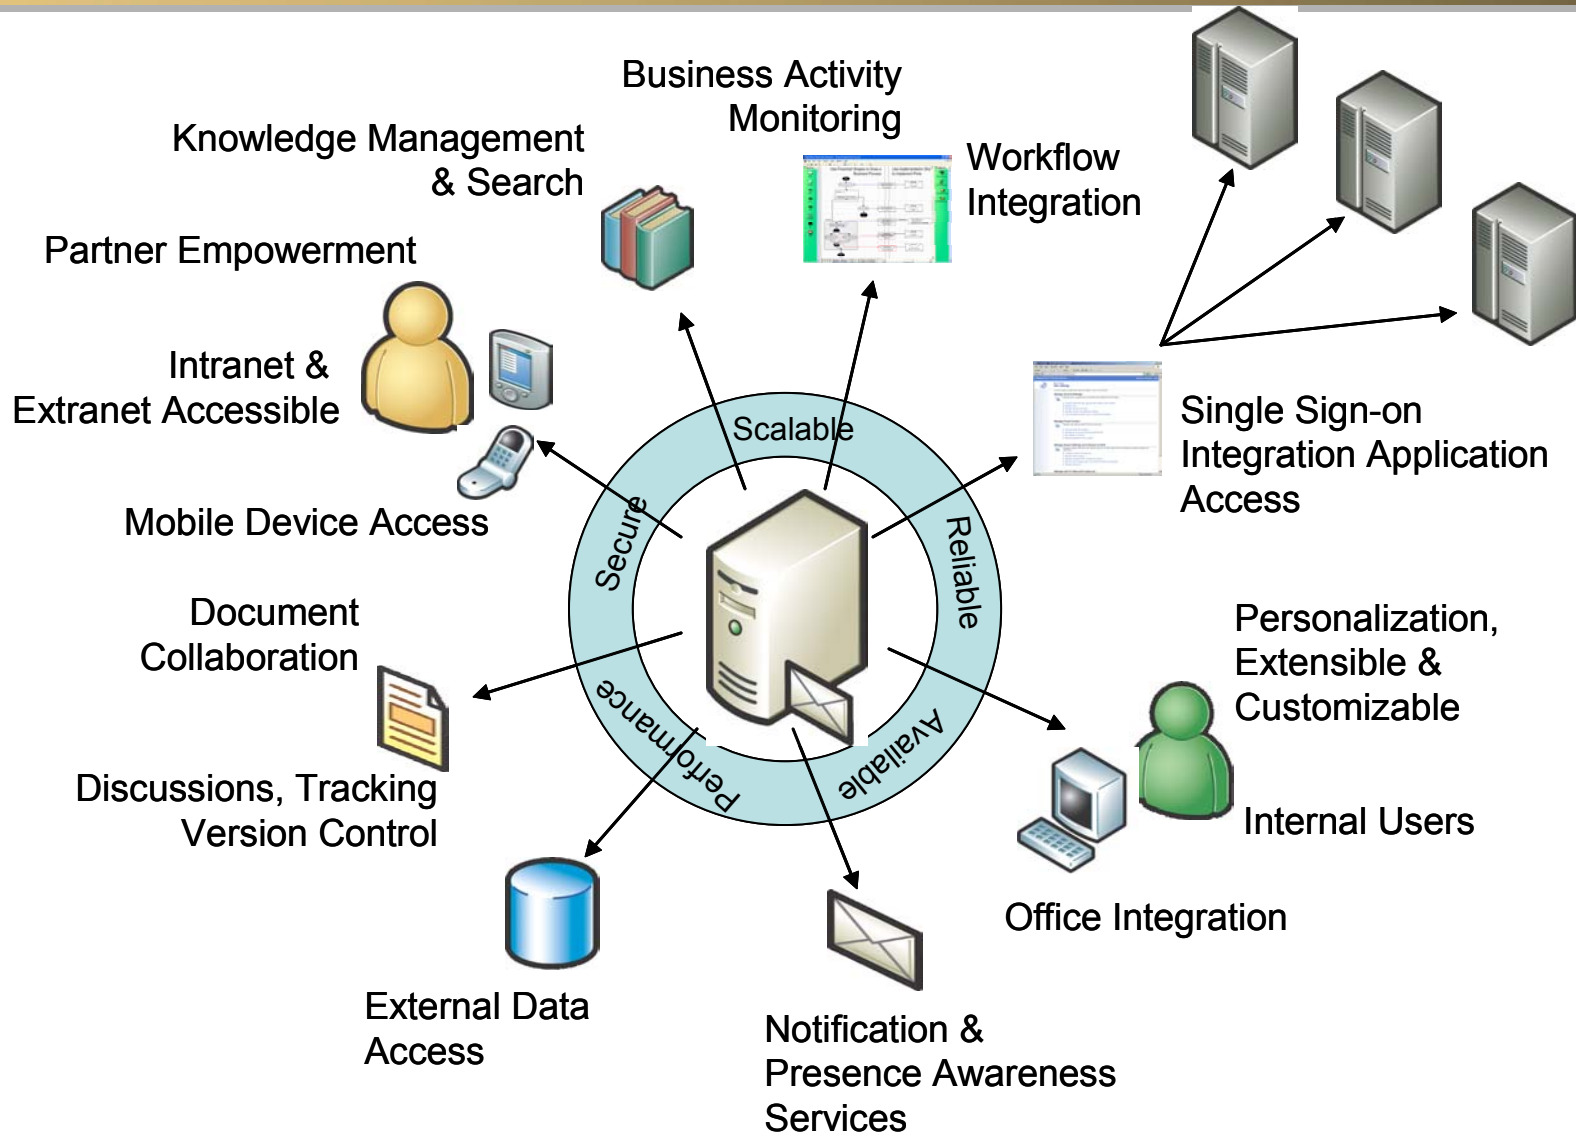 Business Activity
Monitoring
Knowledge Management
& Search
Workflow
Integration
Partner Empowerment
Intranet &
Extranet Accessible
Mobile Device Access
Single Sign-on
Integration Application
Access
Scalable
Secure
Reliable
Performance
Available
Document
Collaboration
Discussions, Tracking
Version Control
Personalization,
Extensible &
Customizable
Internal Users
Office Integration
External Data
Access
Notification &
Presence Awareness
Services